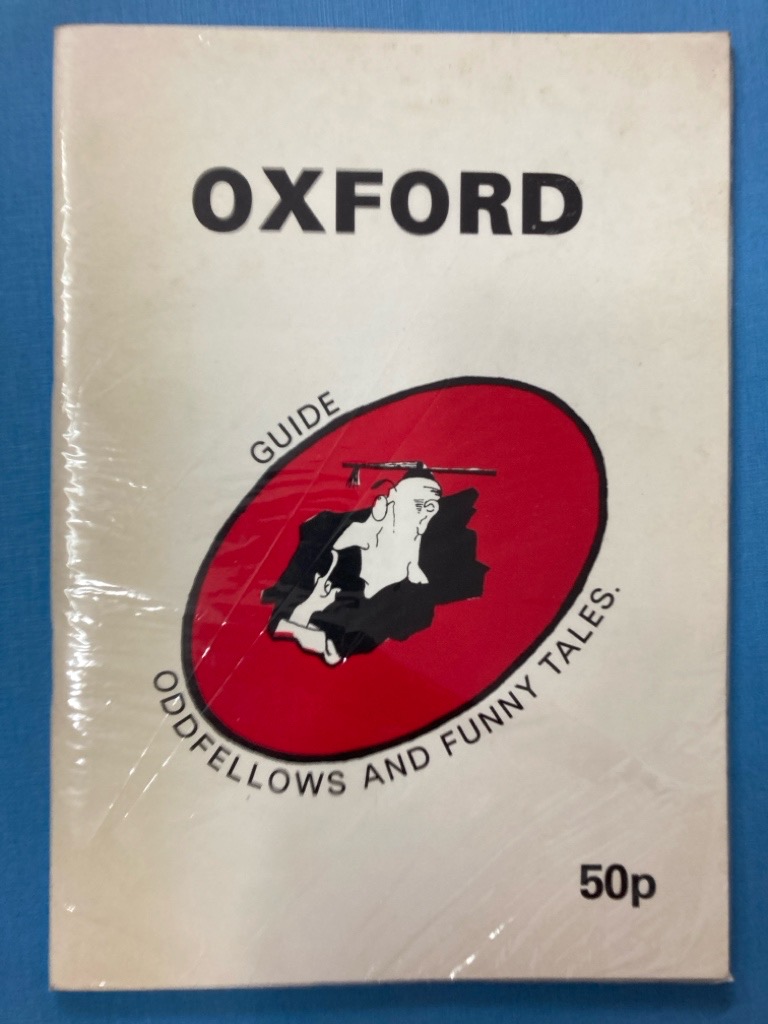 OXFORD
GUIDE
ODDFELLOWS AND FUNNY TALES.
50p